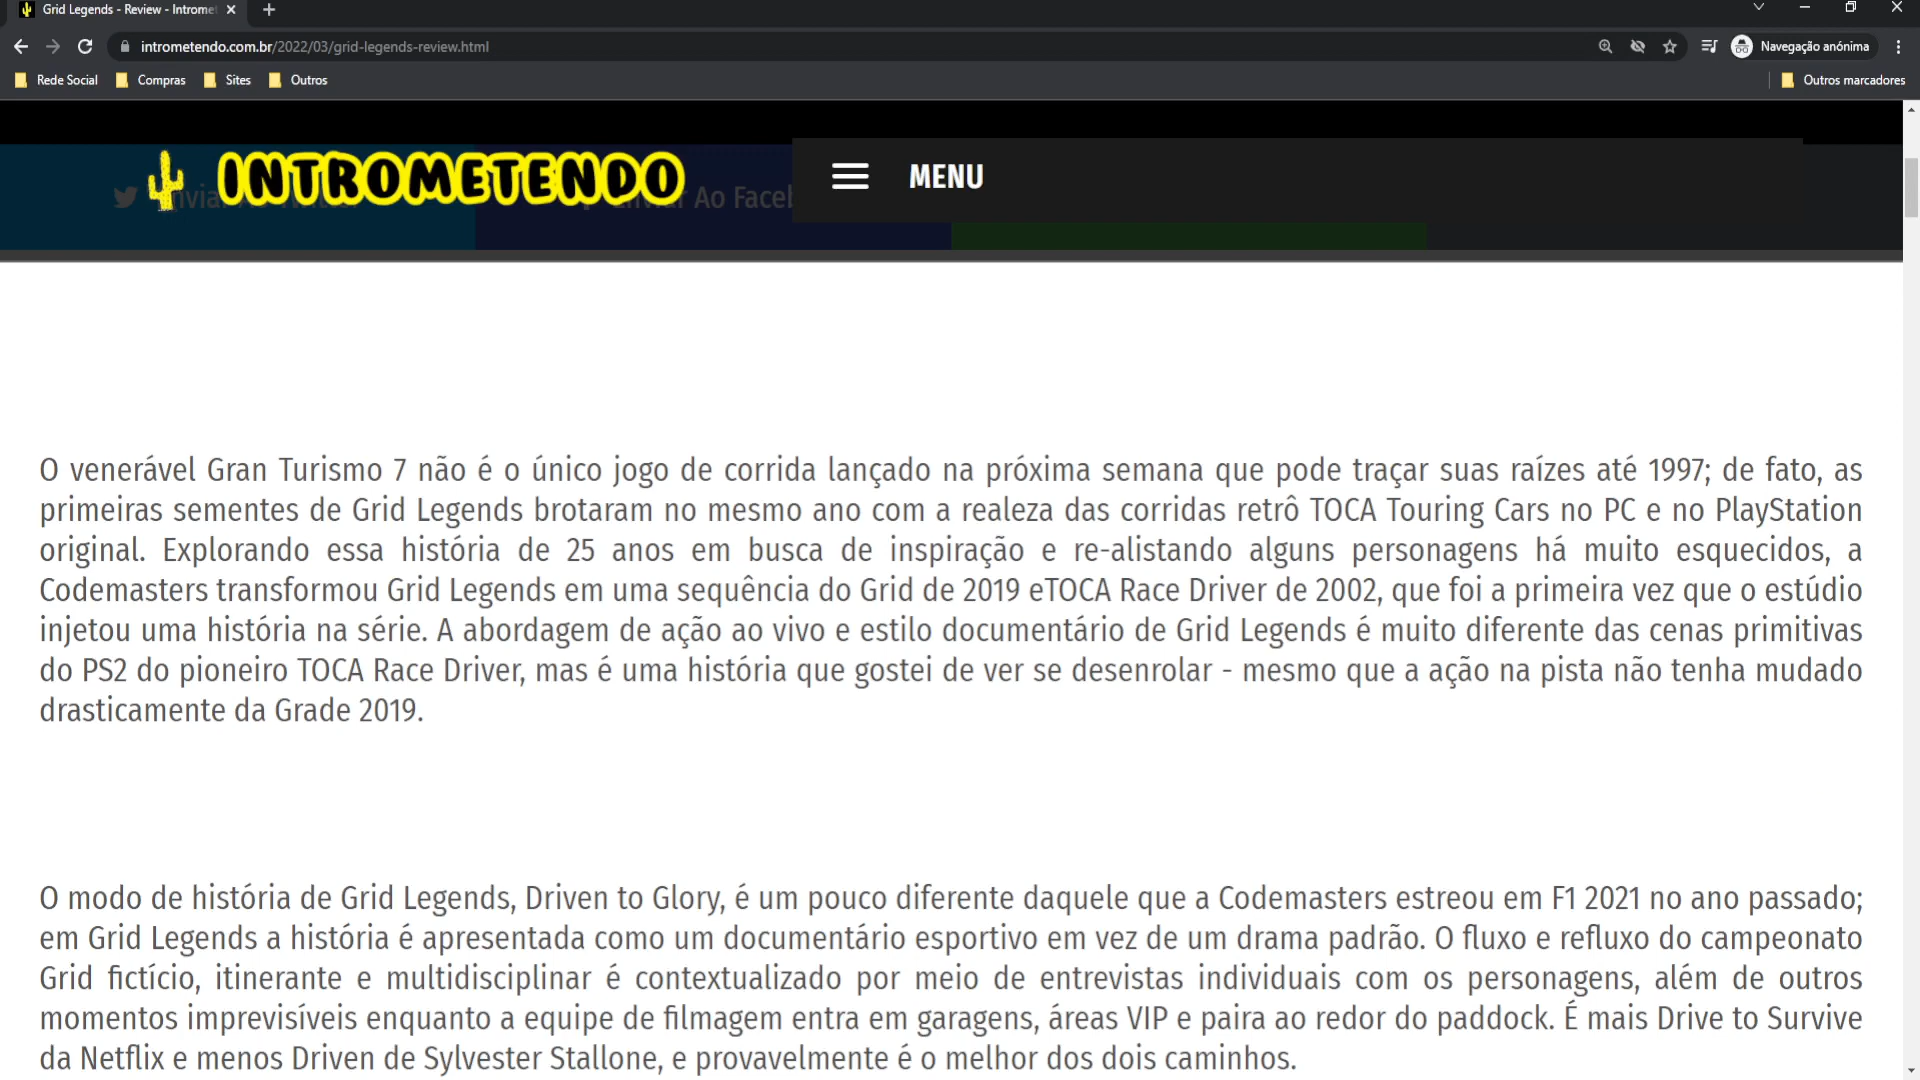 Grid Legends - Review - Intromet
intrometendo.com.br/2022/03/grid-legends-review.html
Navegação anónima
Rede Social
Compras
Sites
Outros
Outros marcadores
INTROMETENDO
MENU
Ao Faceb
O venerável Gran Turismo 7 não é o único jogo de corrida lançado na próxima semana que pode traçar suas raízes até 1997; de fato, as
primeiras sementes de Grid Legends brotaram no mesmo ano com a realeza das corridas retrô TOCA Touring Cars no PC e no PlayStation
original. Explorando essa história de 25 anos em busca de inspiração e re-alistando alguns personagens há muito esquecidos, a
Codemasters transformou Grid Legends em uma sequência do Grid de 2019 eTOCA Race Driver de 2002, que foi a primeira vez que o estúdio
injetou uma história na série. A abordagem de ação ao vivo e estilo documentário de Grid Legends é muito diferente das cenas primitivas
do PS2 do pioneiro TOCA Race Driver, mas é uma história que gostei de ver se desenrolar - mesmo que a ação na pista não tenha mudado
drasticamente da Grade 2019.
O modo de história de Grid Legends, Driven to Glory, é um pouco diferente daquele que a Codemasters estreou em F1 2021 no ano passado;
em Grid Legends a história é apresentada como um documentário esportivo em vez de um drama padrão. O fluxo e refluxo do campeonato
Grid fictício, itinerante e multidisciplinar é contextualizado por meio de entrevistas individuais com os personagens, além de outros
momentos imprevisíveis enquanto a equipe de filmagem entra em garagens, áreas VIP e paira ao redor do paddock. É mais Drive to Survive
da Netflix e menos Driven de Sylvester Stallone, e provavelmente é o melhor dos dois caminhos.